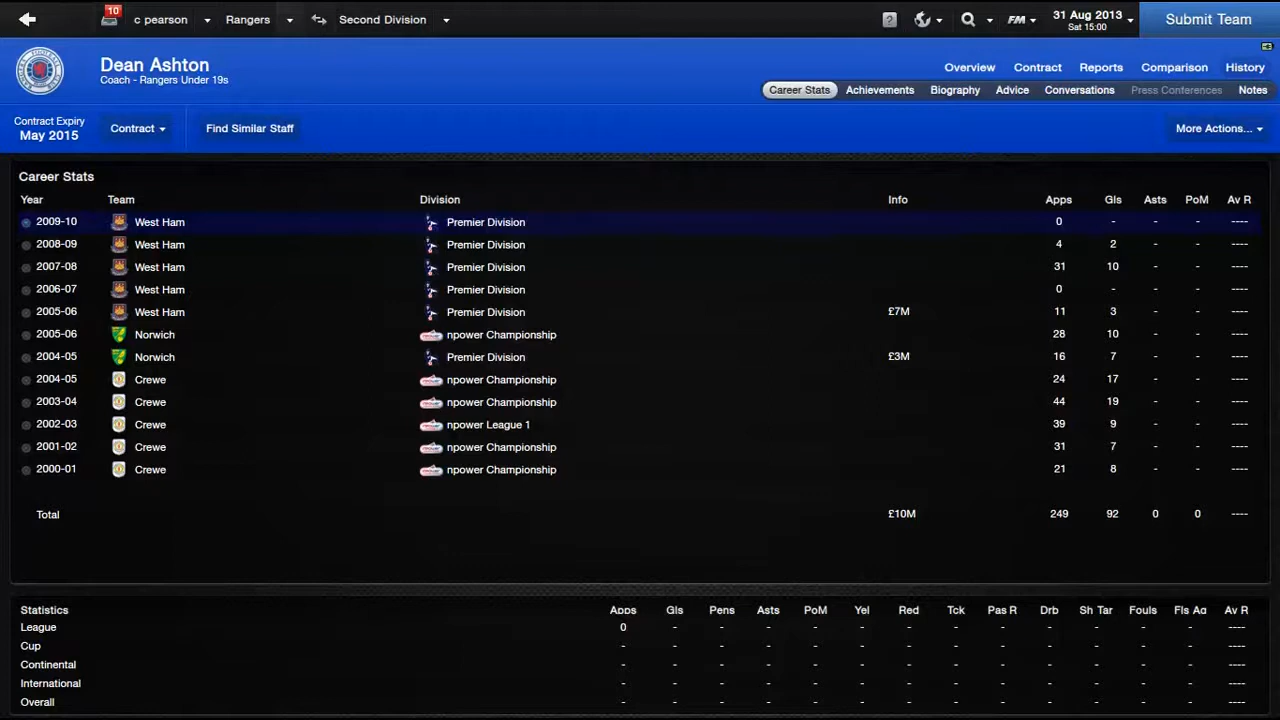 10 c pearson Rangers Second Division ? FM 31 Aug 2013 Submit Team
Sat 15:00
Dean Ashton
Coach - Rangers Under 19s
Overview Contract Reports Comparison History
Career Stats Achievements Biography Advice Conversations Press Conferences Notes
Contract Expiry
May 2015
Contract Find Similar Staff More Actions...
Career Stats
Year Team Division Info Apps Gls Asts PoM Av R
2009-10 West Ham Premier Division 0 - - - ----
2008-09 West Ham Premier Division 4 2 - - ----
2007-08 West Ham Premier Division 31 10 - - ----
2006-07 West Ham Premier Division 0 - - - ----
2005-06 West Ham Premier Division £7M 11 3 - - ----
2005-06 Norwich npower Championship 28 10 - - ----
2004-05 Norwich Premier Division £3M 16 7 - - ----
2004-05 Crewe npower Championship 24 17 - - ----
2003-04 Crewe npower Championship 44 19 - - ----
2002-03 Crewe npower League 1 39 9 - - ----
2001-02 Crewe npower Championship 31 7 - - ----
2000-01 Crewe npower Championship 21 8 - - ----
Total £10M 249 92 0 0 ----
Statistics Apps Gls Pens Asts PoM Yel Red Tck Pas R Drb Sh Tar Fouls Fls Ag Av R
League 0 - - - - - - - - - - - - ----
Cup - - - - - - - - - - - - - ----
Continental - - - - - - - - - - - - - ----
International - - - - - - - - - - - - - ----
Overall - - - - - - - - - - - - - ----